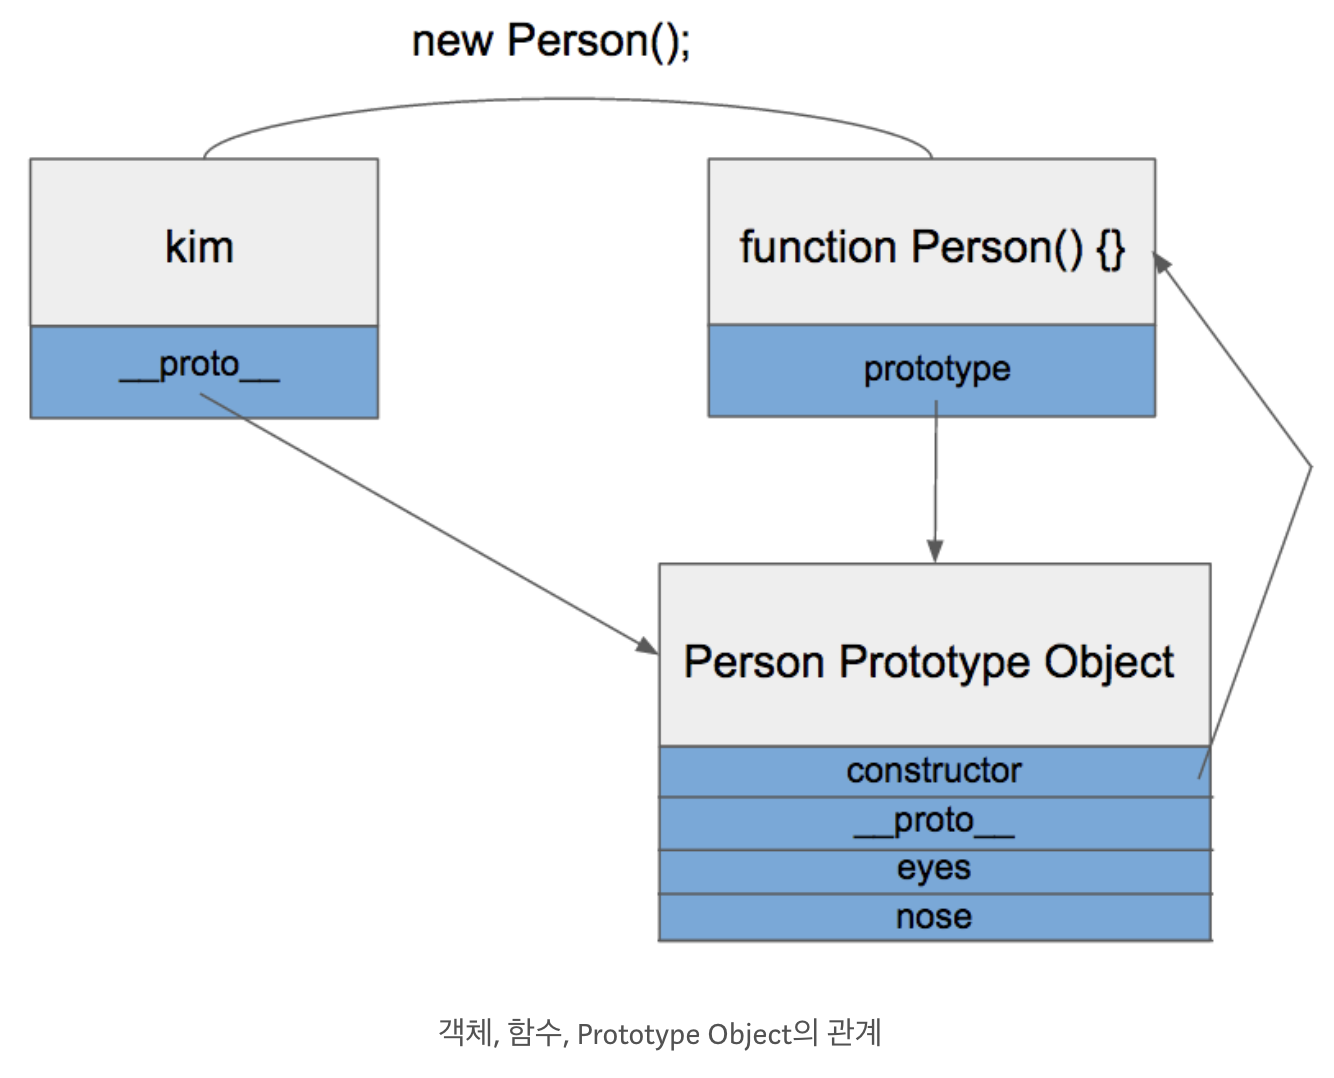 new Person();
kim
function Person() {}
__proto__
prototype
Person Prototype Object
constructor
__proto__
eyes
nose
객체, 함수, Prototype Object의 관계